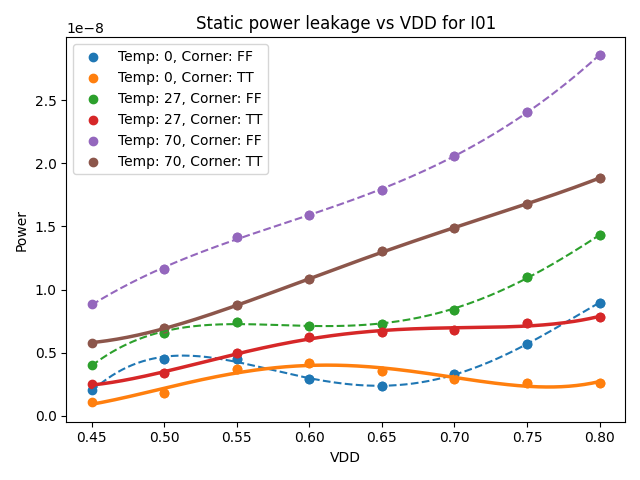 Static power leakage vs VDD for I01
1e−8
Temp: 0, Corner: FF
Temp: 0, Corner: TT
Temp: 27, Corner: FF
Temp: 27, Corner: TT
Temp: 70, Corner: FF
Temp: 70, Corner: TT
2.5
2.0
1.5
1.0
0.5
0.0
Power
0.45 0.50 0.55 0.60 0.65 0.70 0.75 0.80
VDD